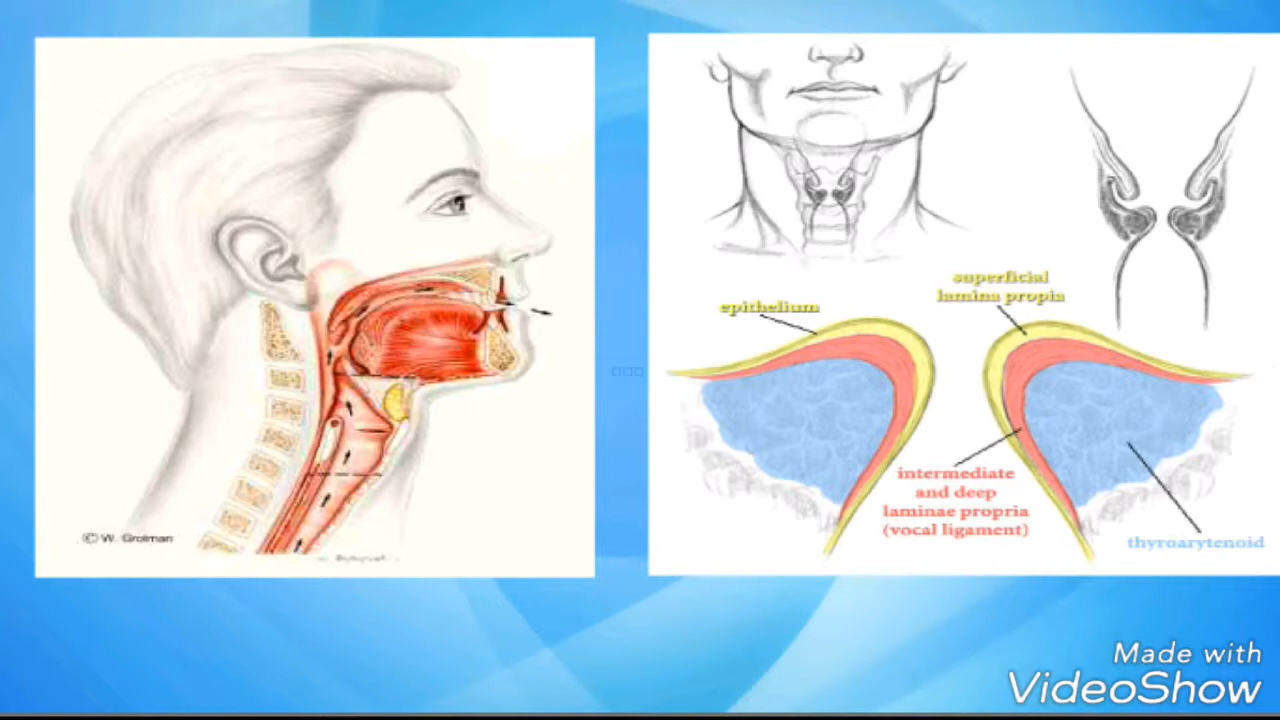 © W. Grolman
superficial
lamina propia
epithelium
intermediate
and deep
laminae propria
(vocal ligament)
thyroarytenoid
Made with
VideoShow